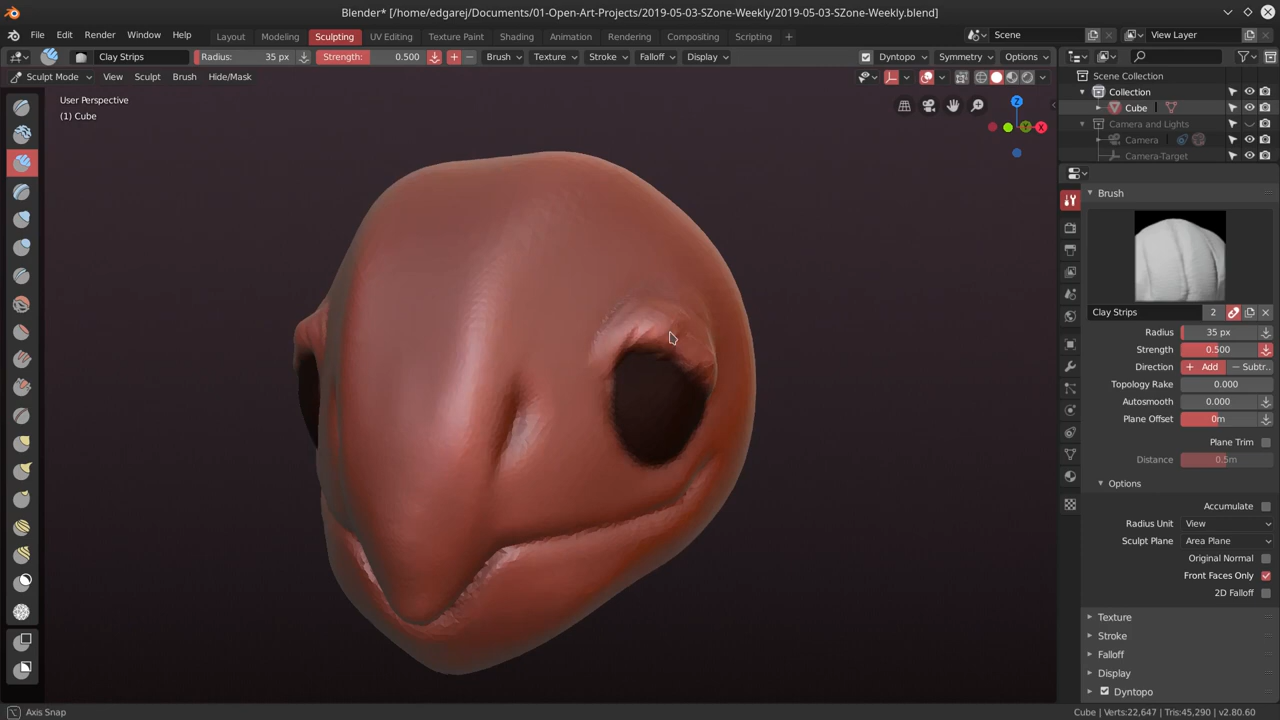 Blender* [/home/edgarej/Documents/01-Open-Art-Projects/2019-05-03-SZone-Weekly/2019-05-03-SZone-Weekly.blend]
File Edit Render Window Help Layout Modeling Sculpting UV Editing Texture Paint Shading Animation Rendering Compositing Scripting Scene View Layer
Clay Strips Radius: 35 px Strength: 0.500 Brush Texture Stroke Falloff Display Dyntopo Symmetry Options
Sculpt Mode View Sculpt Brush Hide/Mask
Scene Collection
Collection
Cube
Camera and Lights
Camera
Camera-Target
User Perspective
(1) Cube
Z
Y
X
Brush
Clay Strips 2
Radius 35 px
Strength 0.500
Direction Add Subtr..
Topology Rake 0.000
Autosmooth 0.000
Plane Offset 0m
Plane Trim
Distance 0.5m
Options
Accumulate
Radius Unit View
Sculpt Plane Area Plane
Original Normal
Front Faces Only
2D Falloff
Texture
Stroke
Falloff
Display
Dyntopo
Axis Snap
Cube | Verts:22,647 | Tris:45,290 | v2.80.60